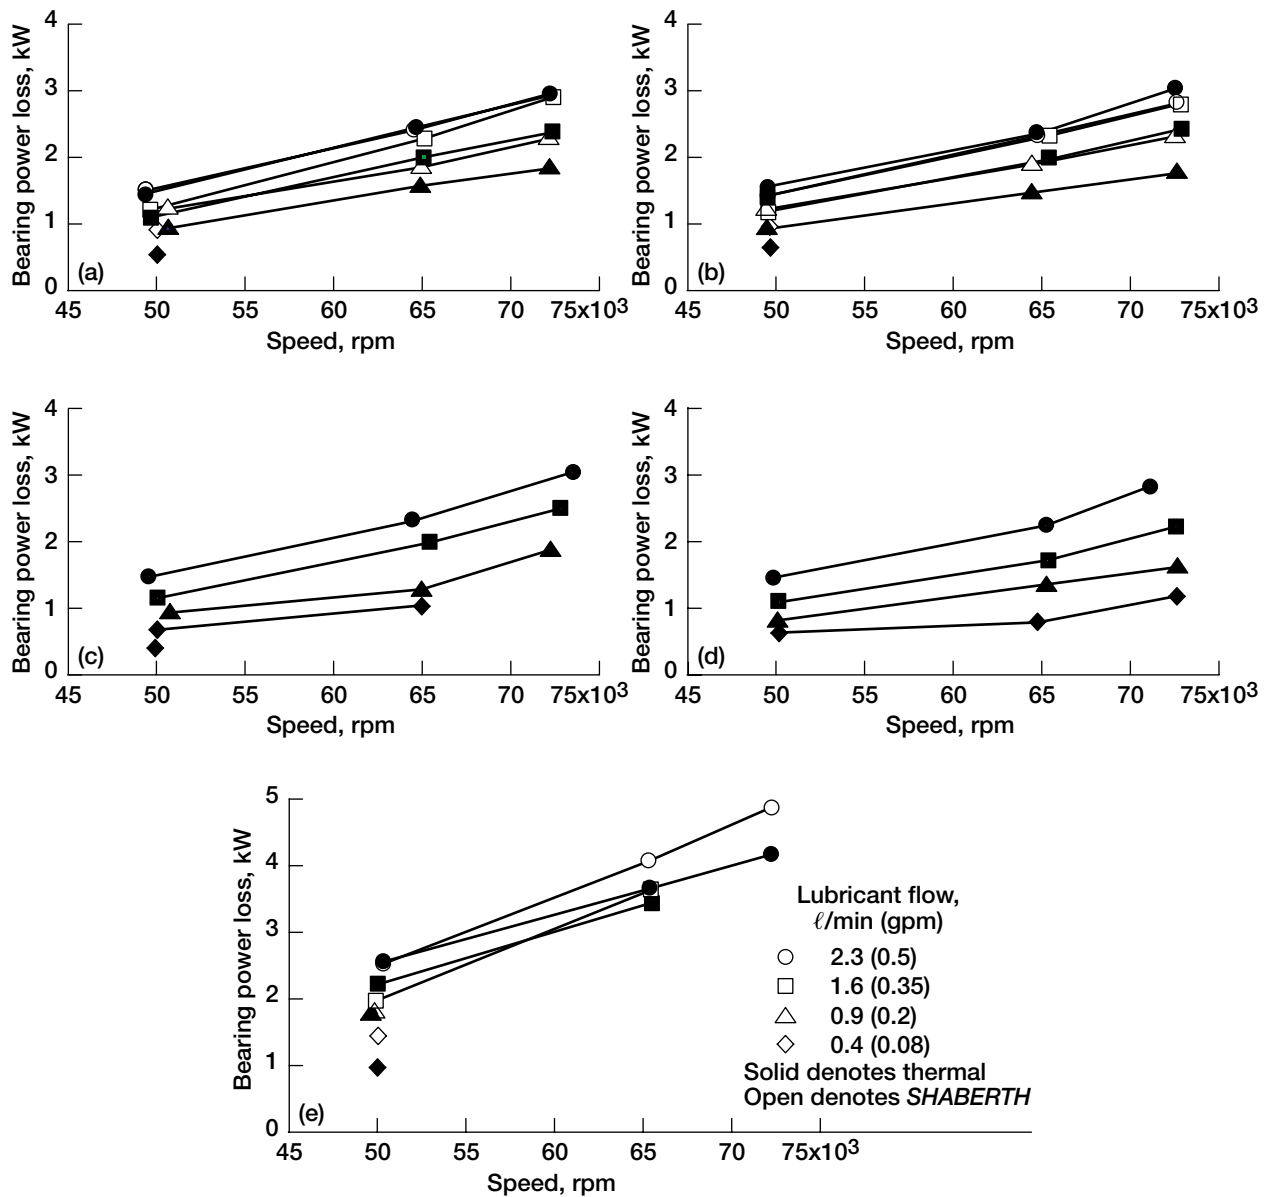 4
3
2
1
0
Bearing power loss, kW
(a)
45 50 55 60 65 70 75x10³
Speed, rpm
4
3
2
1
0
Bearing power loss, kW
(b)
45 50 55 60 65 70 75x10³
Speed, rpm
4
3
2
1
0
Bearing power loss, kW
(c)
45 50 55 60 65 70 75x10³
Speed, rpm
4
3
2
1
0
Bearing power loss, kW
(d)
45 50 55 60 65 70 75x10³
Speed, rpm
5
4
3
2
1
0
Bearing power loss, kW
(e)
45 50 55 60 65 70 75x10³
Speed, rpm
Lubricant flow,
ℓ/min (gpm)
2.3 (0.5)
1.6 (0.35)
0.9 (0.2)
0.4 (0.08)
Solid denotes thermal
Open denotes SHABERTH